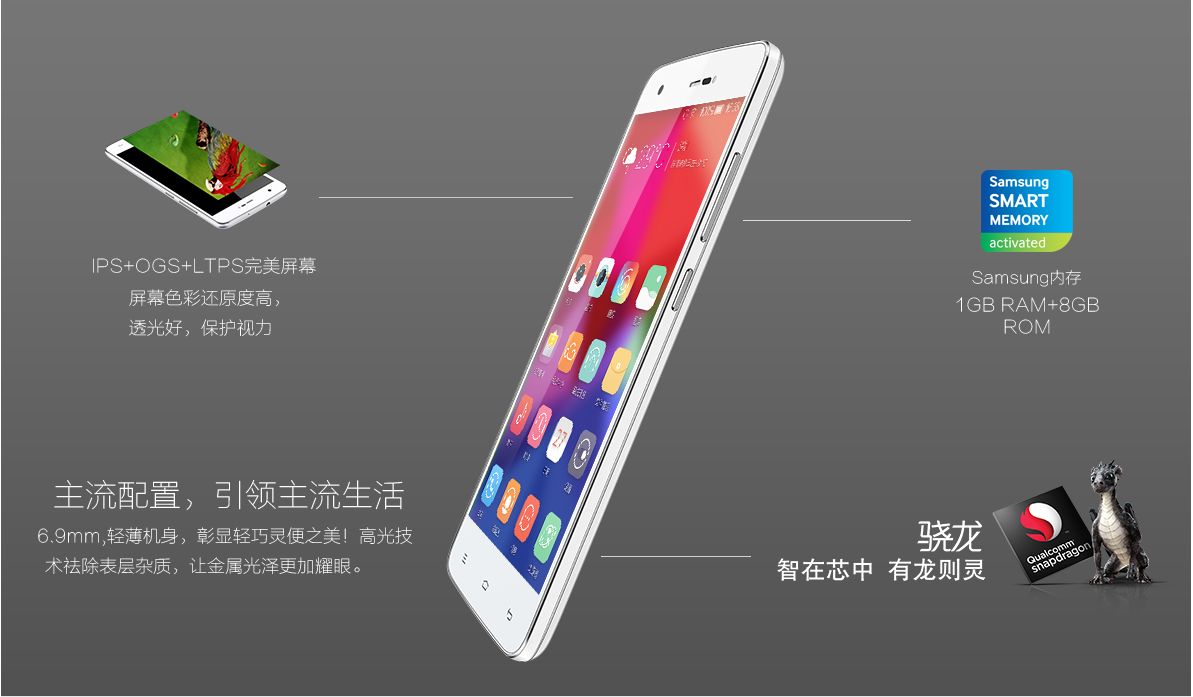 IPS+OGS+LTPS完美屏幕
屏幕色彩还原度高，
透光好，保护视力
Samsung
SMART
MEMORY
activated
Samsung内存
1GB RAM+8GB
ROM
主流配置，引领主流生活
6.9mm,轻薄机身，彰显轻巧灵便之美！高光技
术祛除表层杂质，让金属光泽更加耀眼。
骁龙
智在芯中 有龙则灵
Qualcomm
snapdragon
27